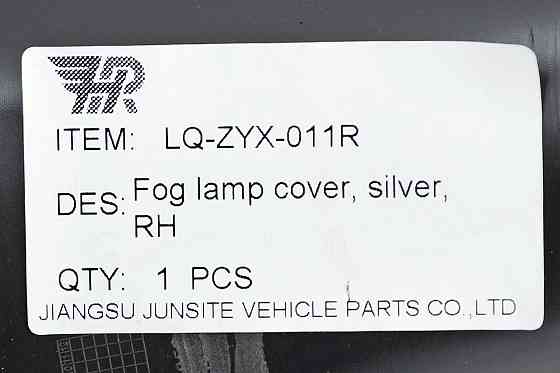 HR
ITEM: LQ-ZYX-011R
DES: Fog lamp cover, silver,
RH
QTY: 1 PCS
JIANGSU JUNSITE VEHICLE PARTS CO.,LTD